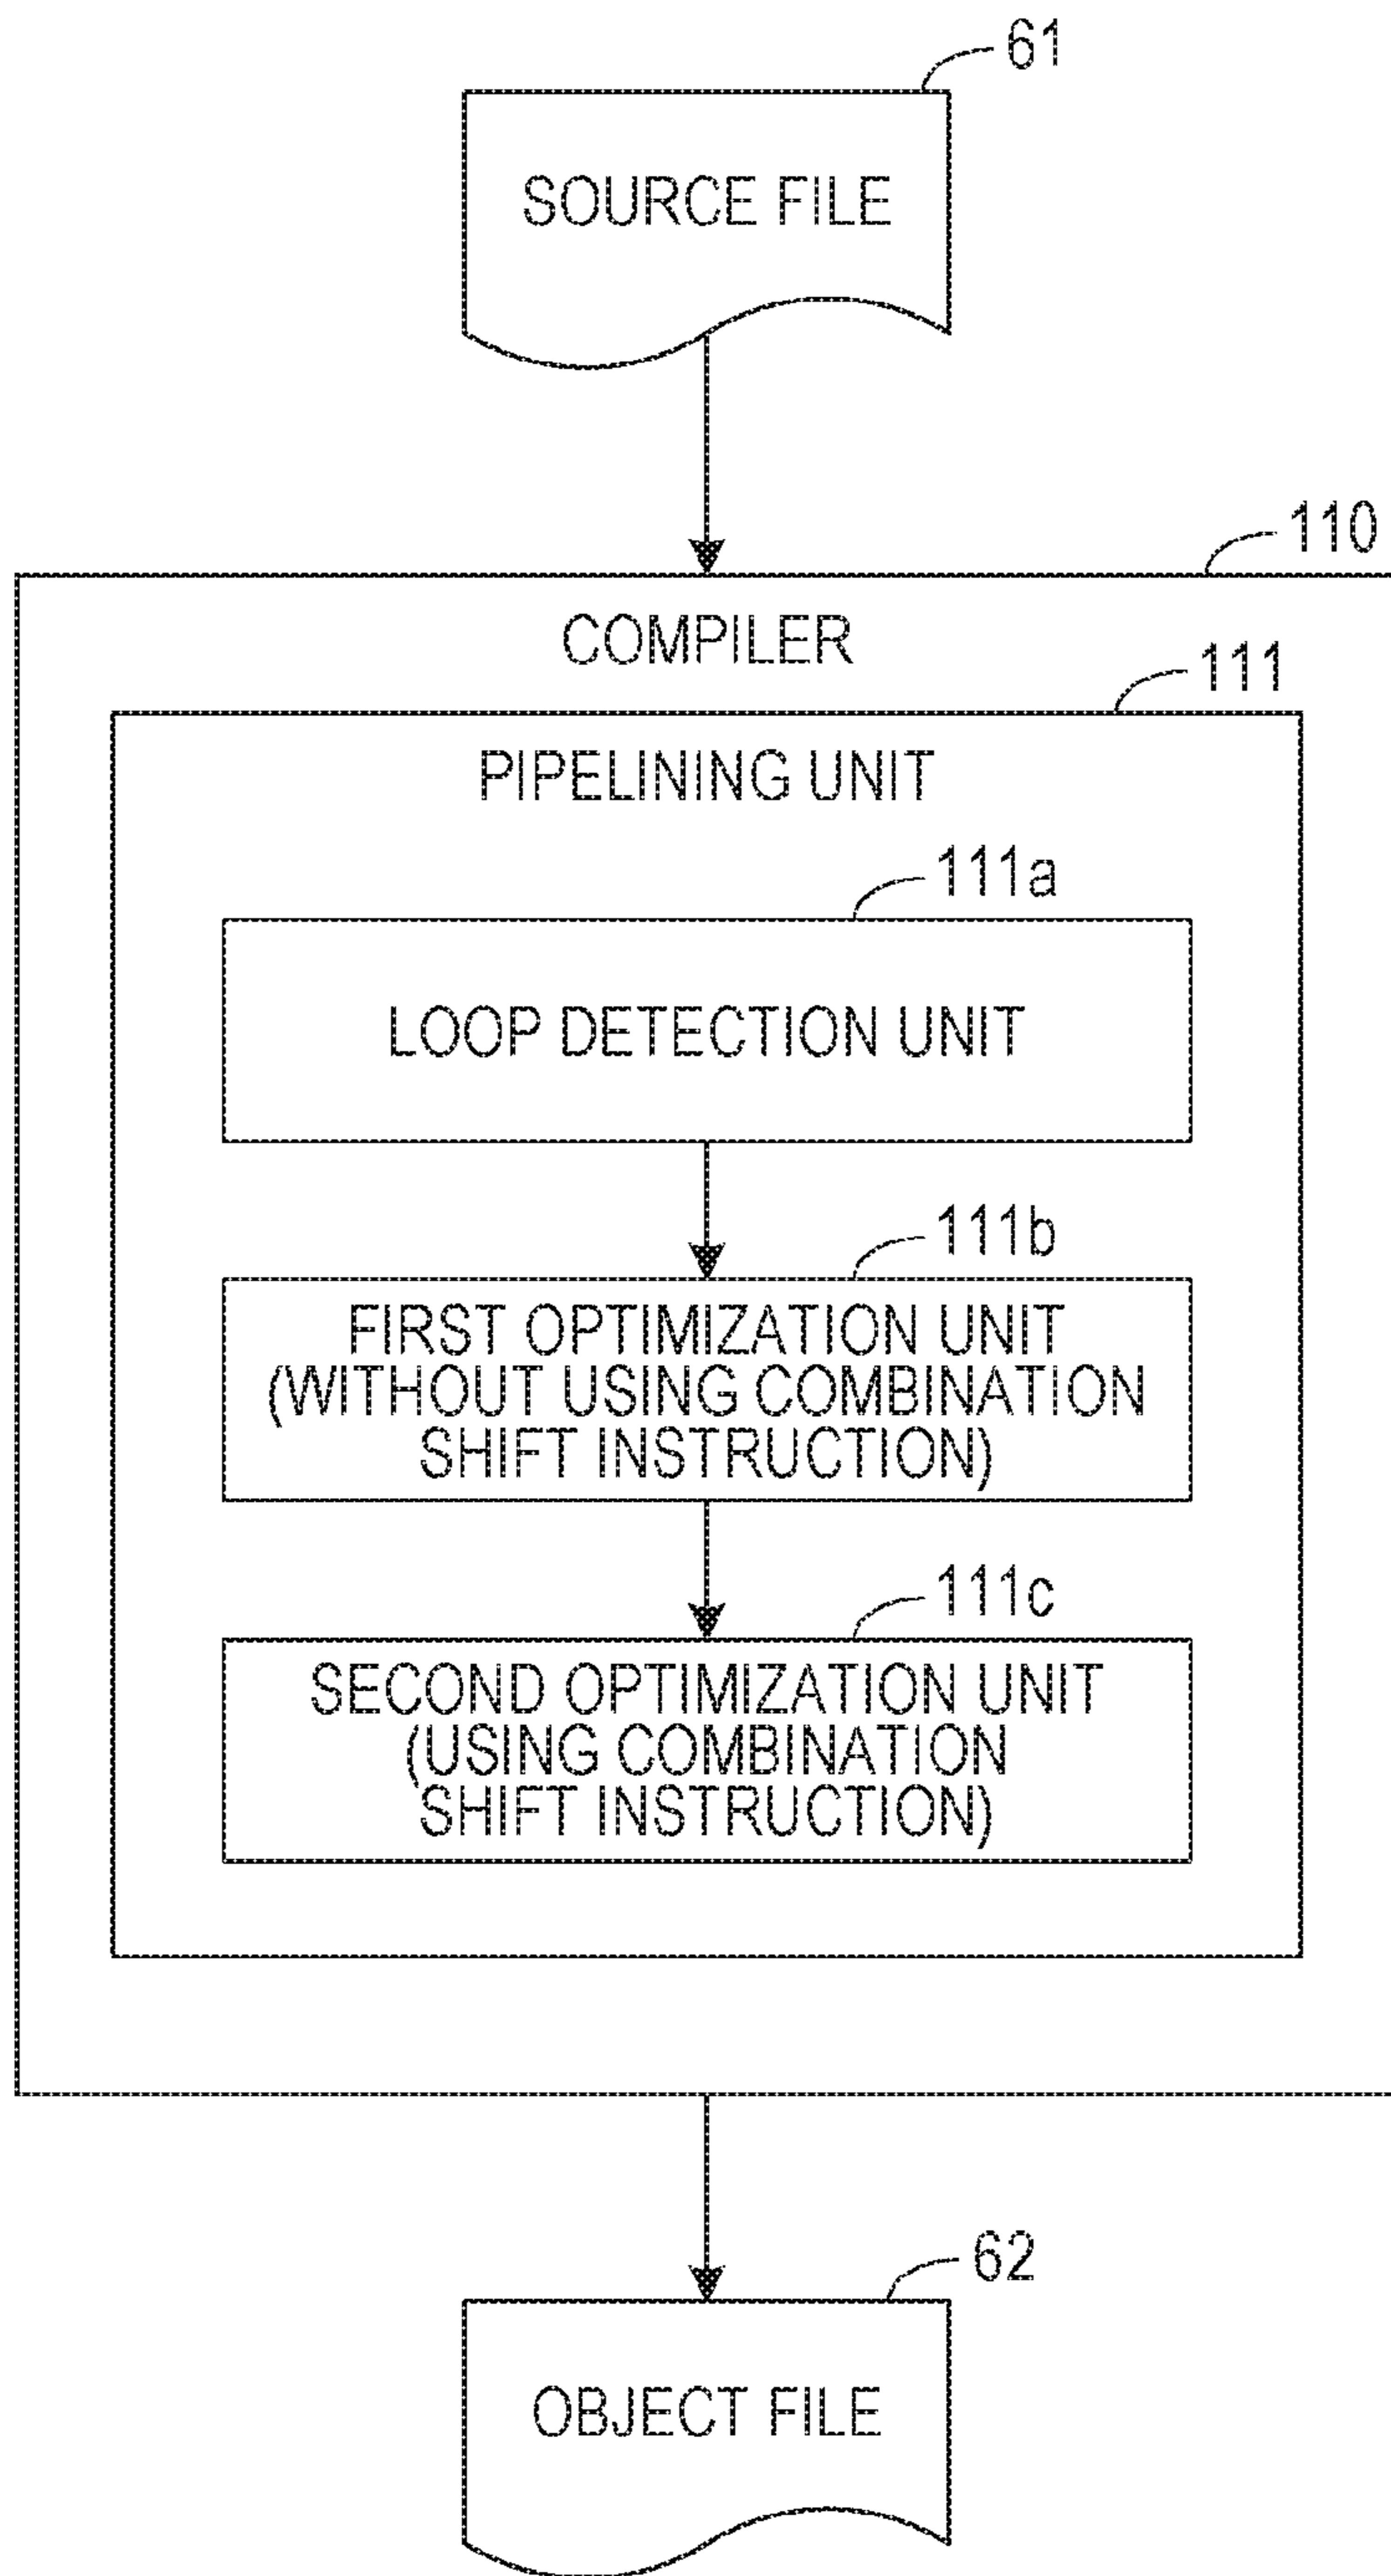 61
SOURCE FILE
110
COMPILER
111
PIPELINING UNIT
111a
LOOP DETECTION UNIT
111b
FIRST OPTIMIZATION UNIT
(WITHOUT USING COMBINATION
SHIFT INSTRUCTION)
111c
SECOND OPTIMIZATION UNIT
(USING COMBINATION
SHIFT INSTRUCTION)
62
OBJECT FILE